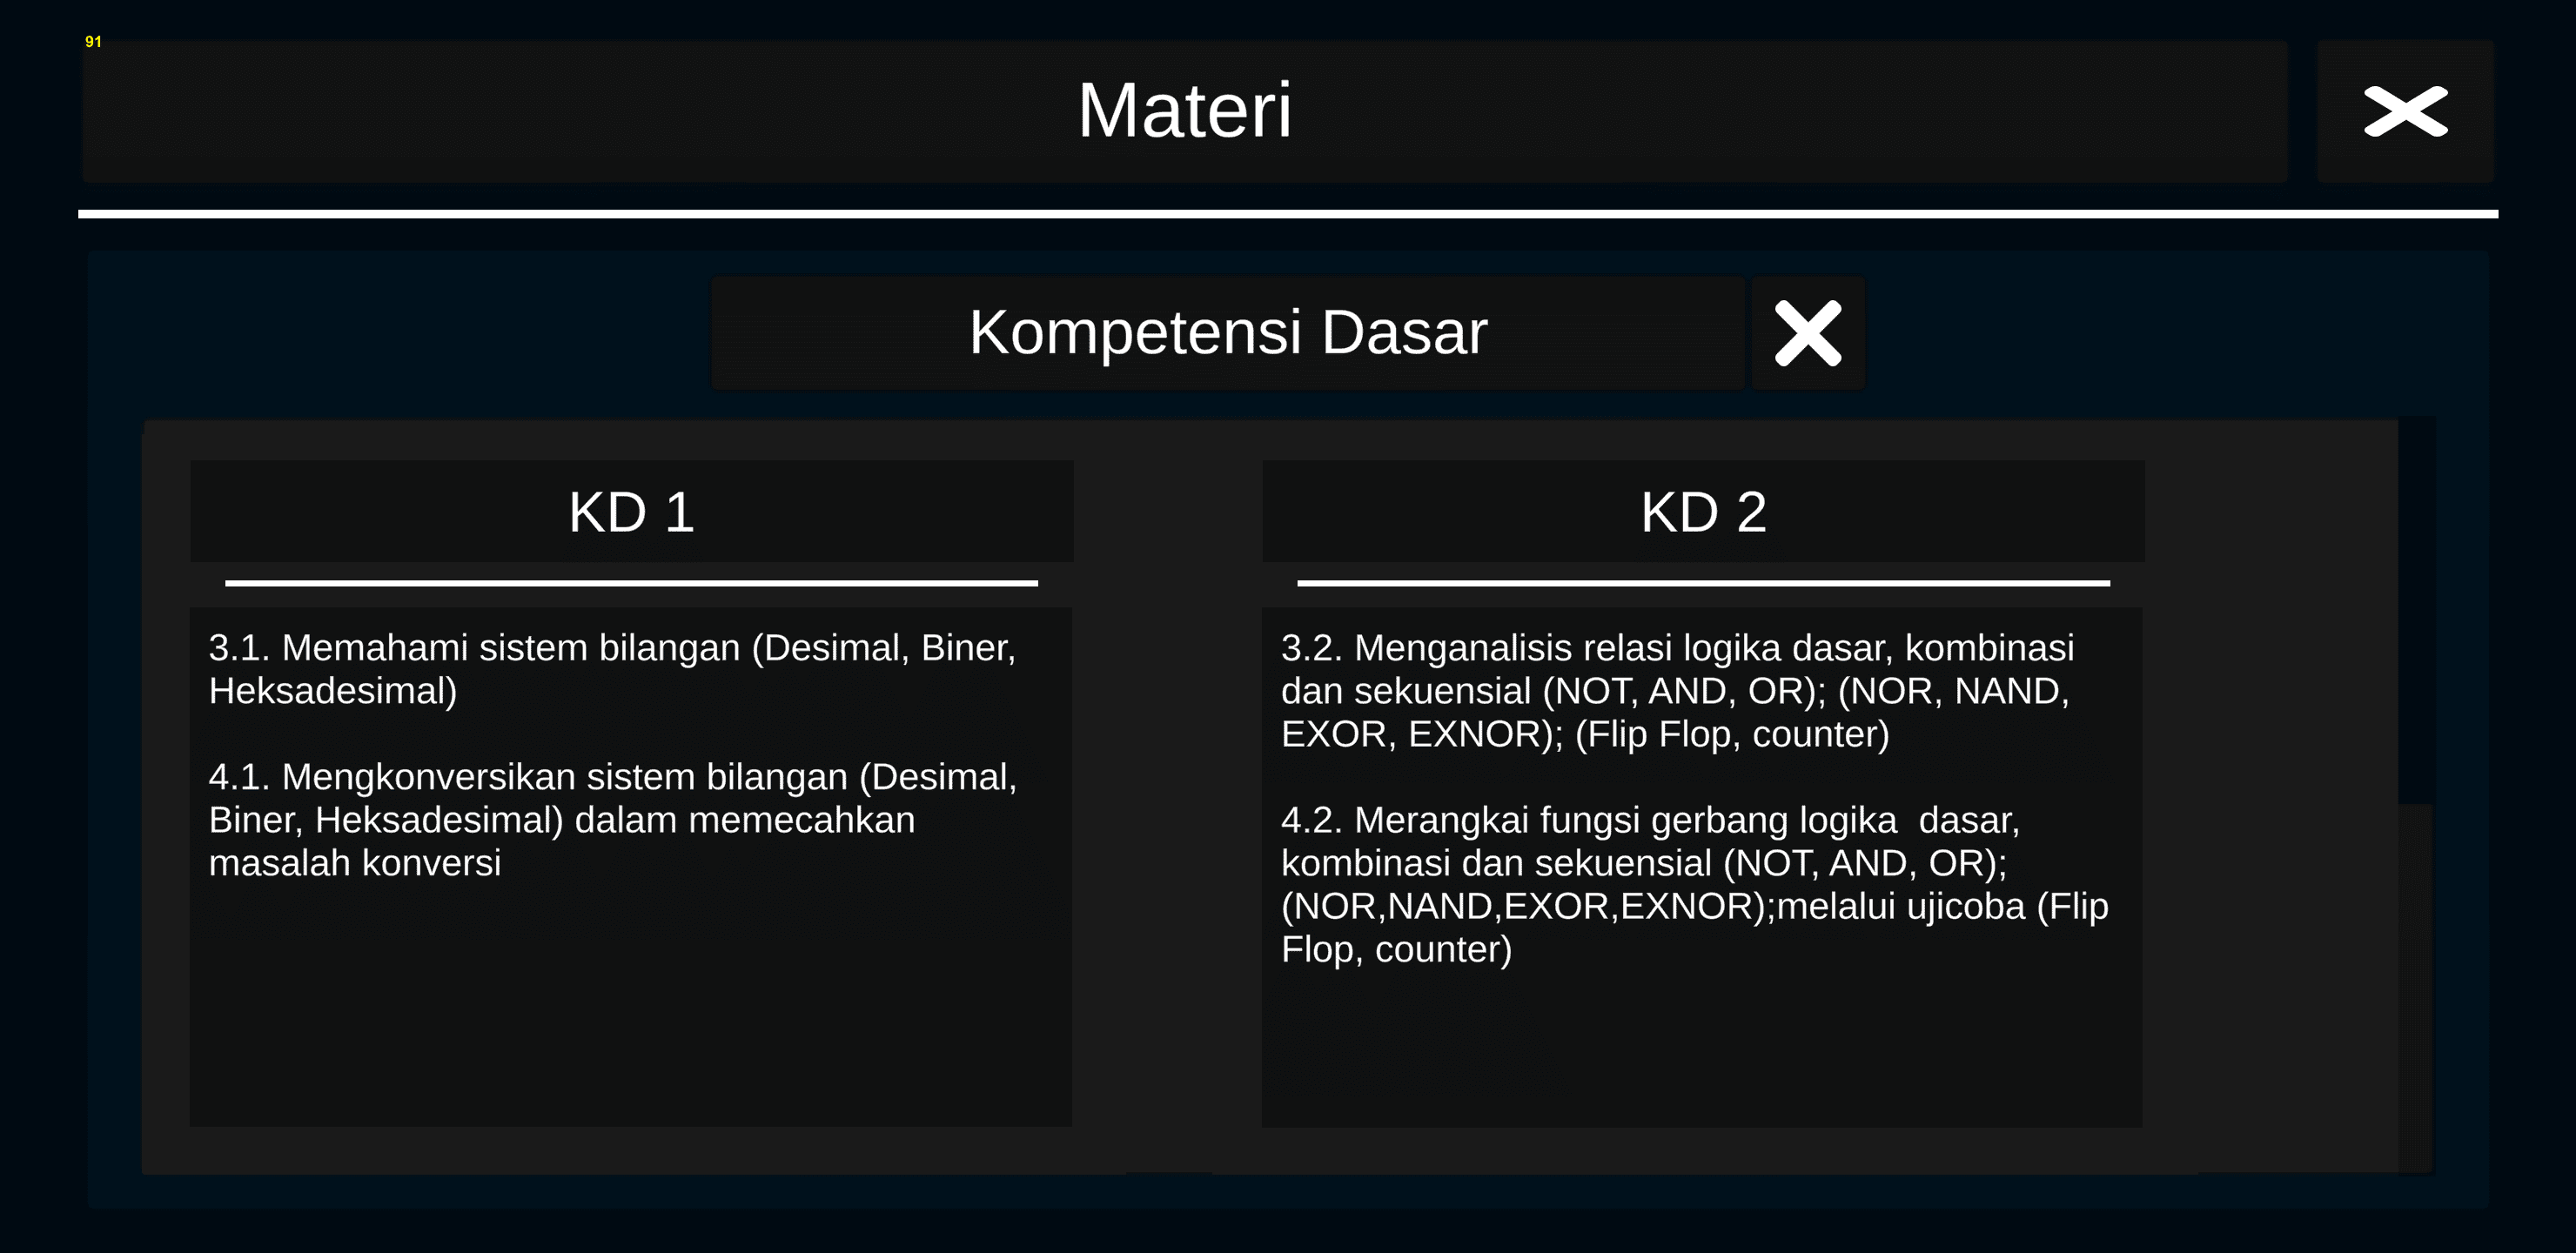 91
Materi
Kompetensi Dasar
KD 1
3.1. Memahami sistem bilangan (Desimal, Biner,
Heksadesimal)
4.1. Mengkonversikan sistem bilangan (Desimal,
Biner, Heksadesimal) dalam memecahkan
masalah konversi
KD 2
3.2. Menganalisis relasi logika dasar, kombinasi
dan sekuensial (NOT, AND, OR); (NOR, NAND,
EXOR, EXNOR); (Flip Flop, counter)
4.2. Merangkai fungsi gerbang logika  dasar,
kombinasi dan sekuensial (NOT, AND, OR);
(NOR,NAND,EXOR,EXNOR);melalui ujicoba (Flip
Flop, counter)